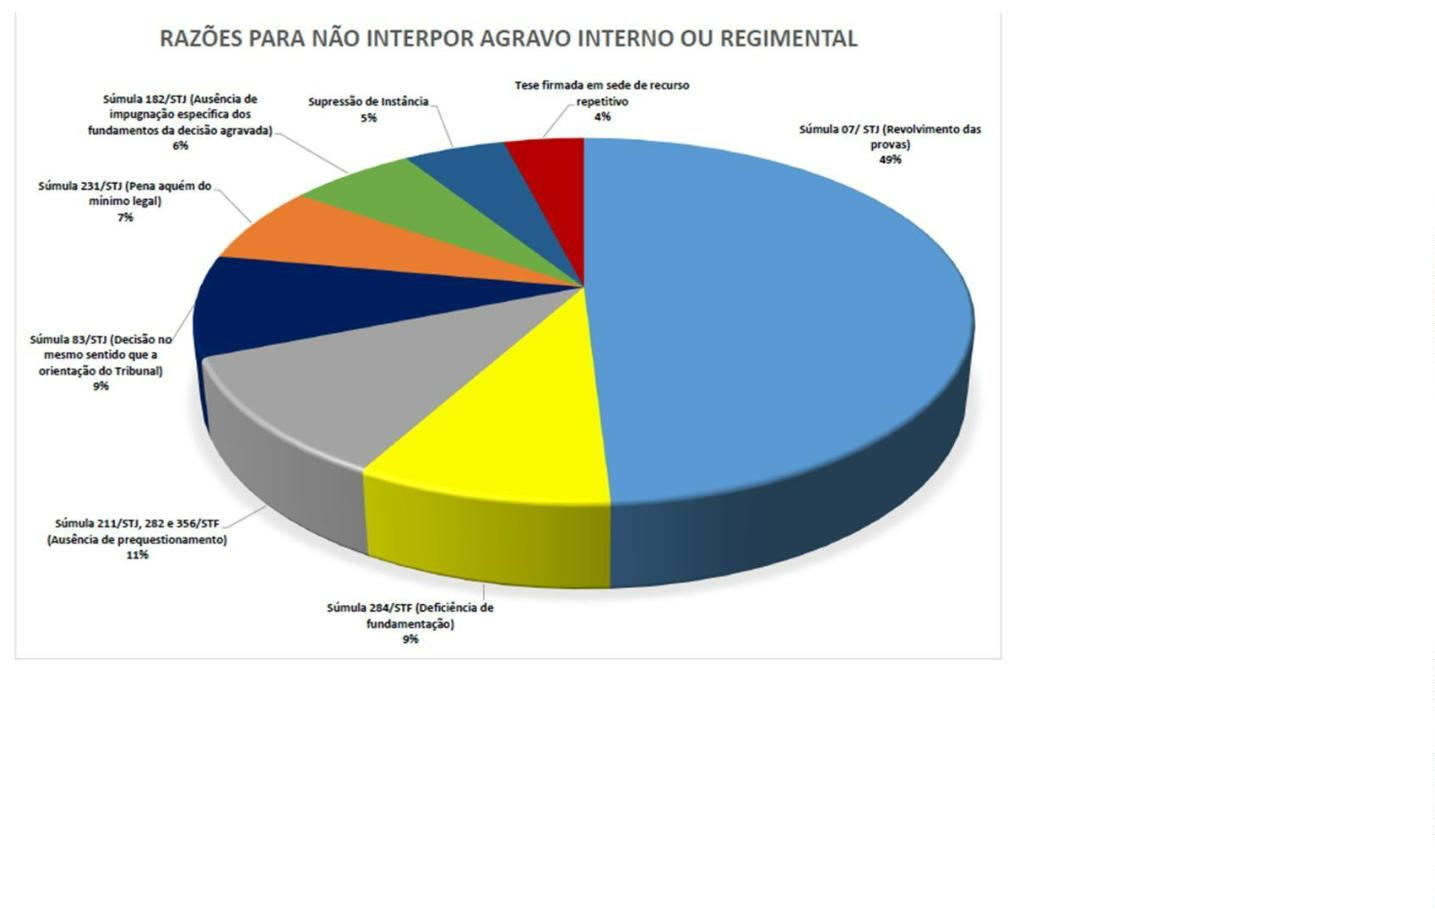 RAZÕES PARA NÃO INTERPOR AGRAVO INTERNO OU REGIMENTAL
Tese firmada em sede de recurso
repetitivo
4%
Súmula 182/STJ (Ausência de
impugnação específica dos
fundamentos da decisão agravada)
6%
Supressão de Instância
5%
Súmula 07/ STJ (Revolvimento das
provas)
49%
Súmula 231/STJ (Pena aquém do
mínimo legal)
7%
Súmula 83/STJ (Decisão no
mesmo sentido que a
orientação do Tribunal)
9%
Súmula 211/STJ, 282 e 356/STF
(Ausência de prequestionamento)
11%
Súmula 284/STF (Deficiência de
fundamentação)
9%